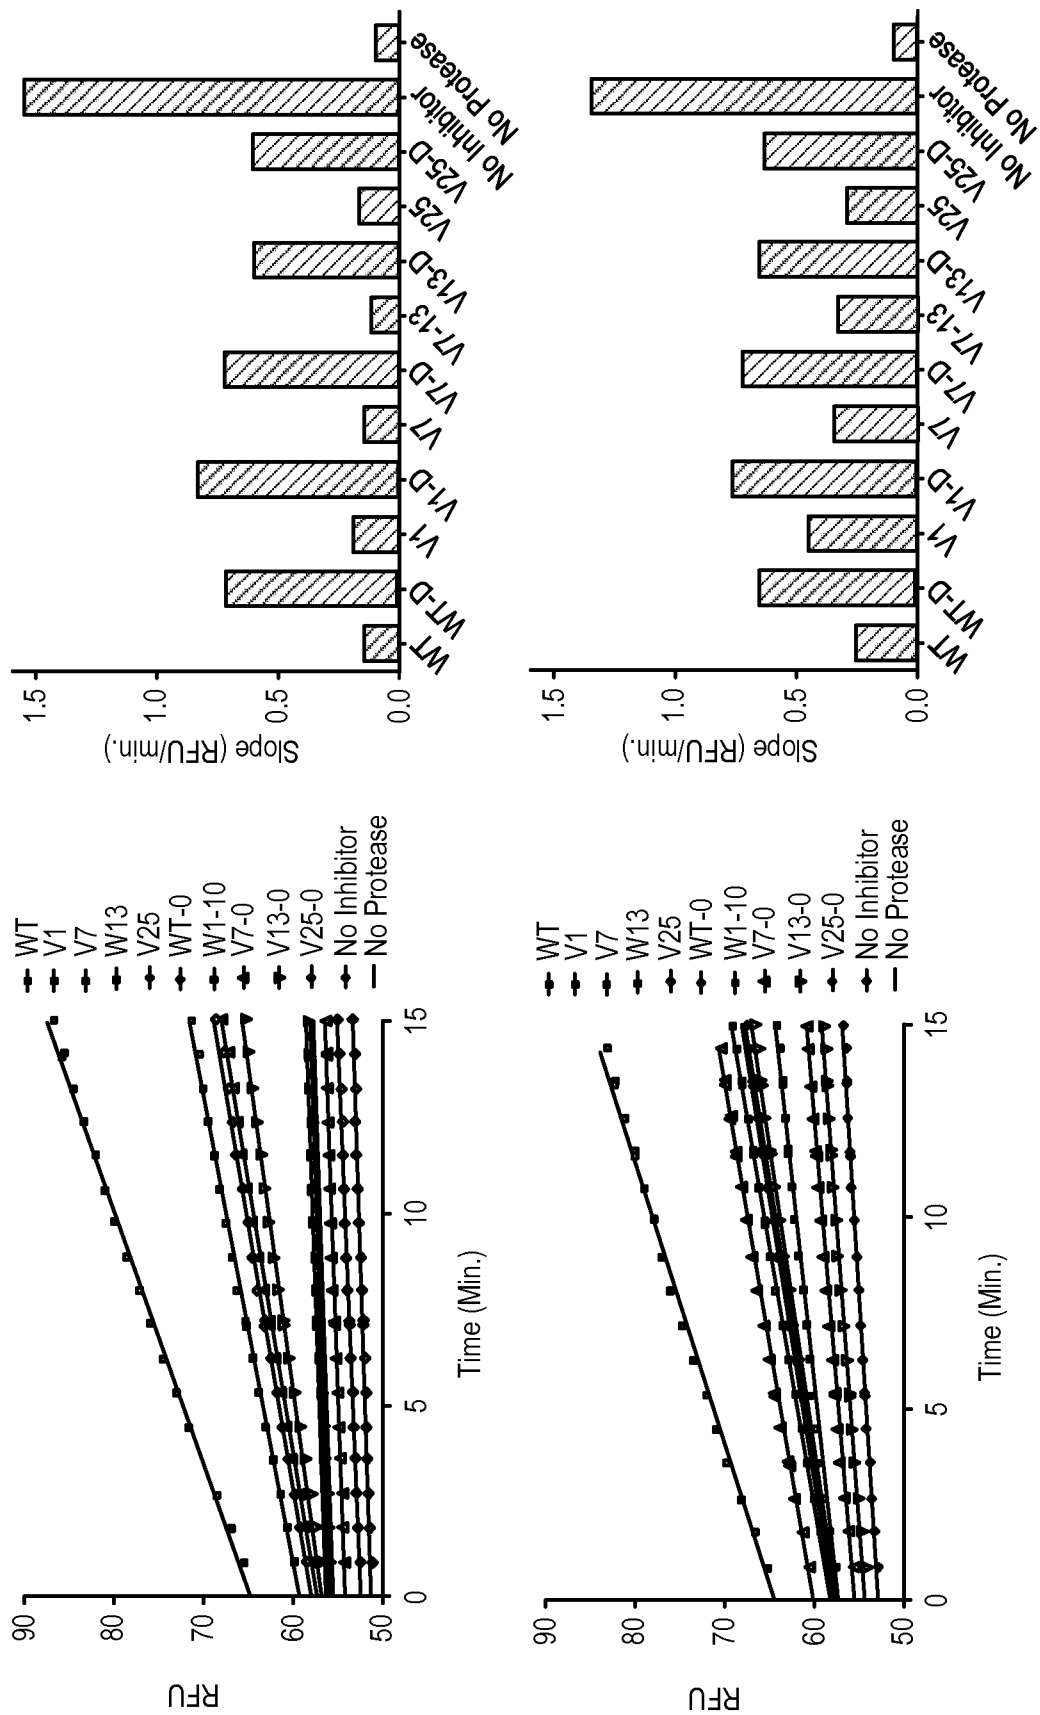 RFU
90
80
70
60
50
0
5
10
15
Time (Min.)
WT
V1
V7
W13
V25
WT-0
W1-10
V7-0
V13-0
V25-0
No Inhibitor
No Protease
Slope (RFU/min.)
1.5
1.0
0.5
0.0
WT
WT-D
V1
V1-D
V7
V7-D
V7-13
V13-D
V25
V25-D
No Inhibitor
No Protease
RFU
90
80
70
60
50
0
5
10
15
Time (Min.)
WT
V1
V7
W13
V25
WT-0
W1-10
V7-0
V13-0
V25-0
No Inhibitor
No Protease
Slope (RFU/min.)
1.5
1.0
0.5
0.0
WT
WT-D
V1
V1-D
V7
V7-D
V7-13
V13-D
V25
V25-D
No Inhibitor
No Protease